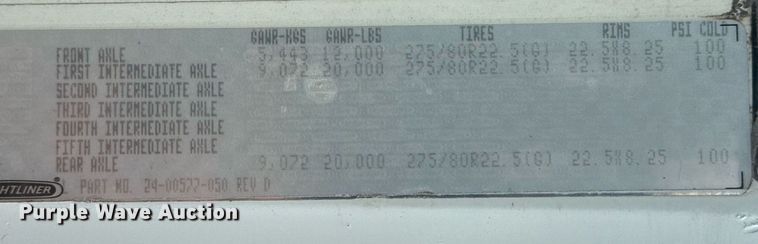 GAWR-KGS GAWR-LBS TIRES RIMS PSI COLD
FRONT AXLE 5,443 12,000 275/80R22.5(G) 22.5X8.25 100
FIRST INTERMEDIATE AXLE 9,072 20,000 275/80R22.5(G) 22.5X8.25 100
SECOND INTERMEDIATE AXLE
THIRD INTERMEDIATE AXLE
FOURTH INTERMEDIATE AXLE
FIFTH INTERMEDIATE AXLE
REAR AXLE 9,072 20,000 275/80R22.5(G) 22.5X8.25 100
HTLINER PART NO. 24-00577-050 REV D
Purple Wave Auction